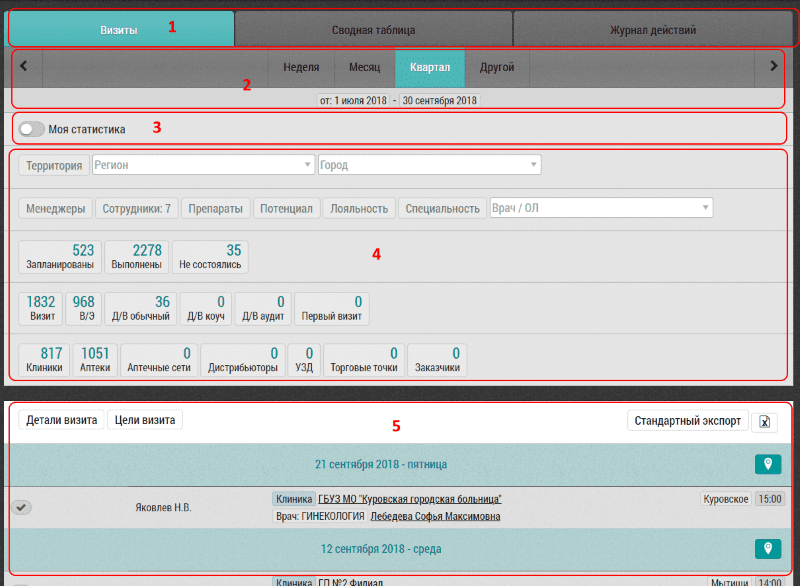 Визиты 1 Сводная таблица Журнал действий
Неделя Месяц Квартал Другой
2
от: 1 июля 2018 - 30 сентября 2018
Моя статистика 3
Территория Регион Город
Менеджеры Сотрудники: 7 Препараты Потенциал Лояльность Специальность Врач / ОЛ
523 2278 35 4
Запланированы Выполнены Не состоялись
1832 968 36 0 0 0
Визит В/Э Д/В обычный Д/В коуч Д/В аудит Первый визит
817 1051 0 0 0 0 0
Клиники Аптеки Аптечные сети Дистрибьюторы УЗД Торговые точки Заказчики
Детали визита Цели визита 5 Стандартный экспорт
21 сентября 2018 - пятница
Яковлев Н.В. Клиника ГБУЗ МО "Куровская городская больница" Куровское 15:00
Врач: ГИНЕКОЛОГИЯ Лебедева Софья Максимовна
12 сентября 2018 - среда
Клиника ГП №2 Филиал Мытищи 14:00